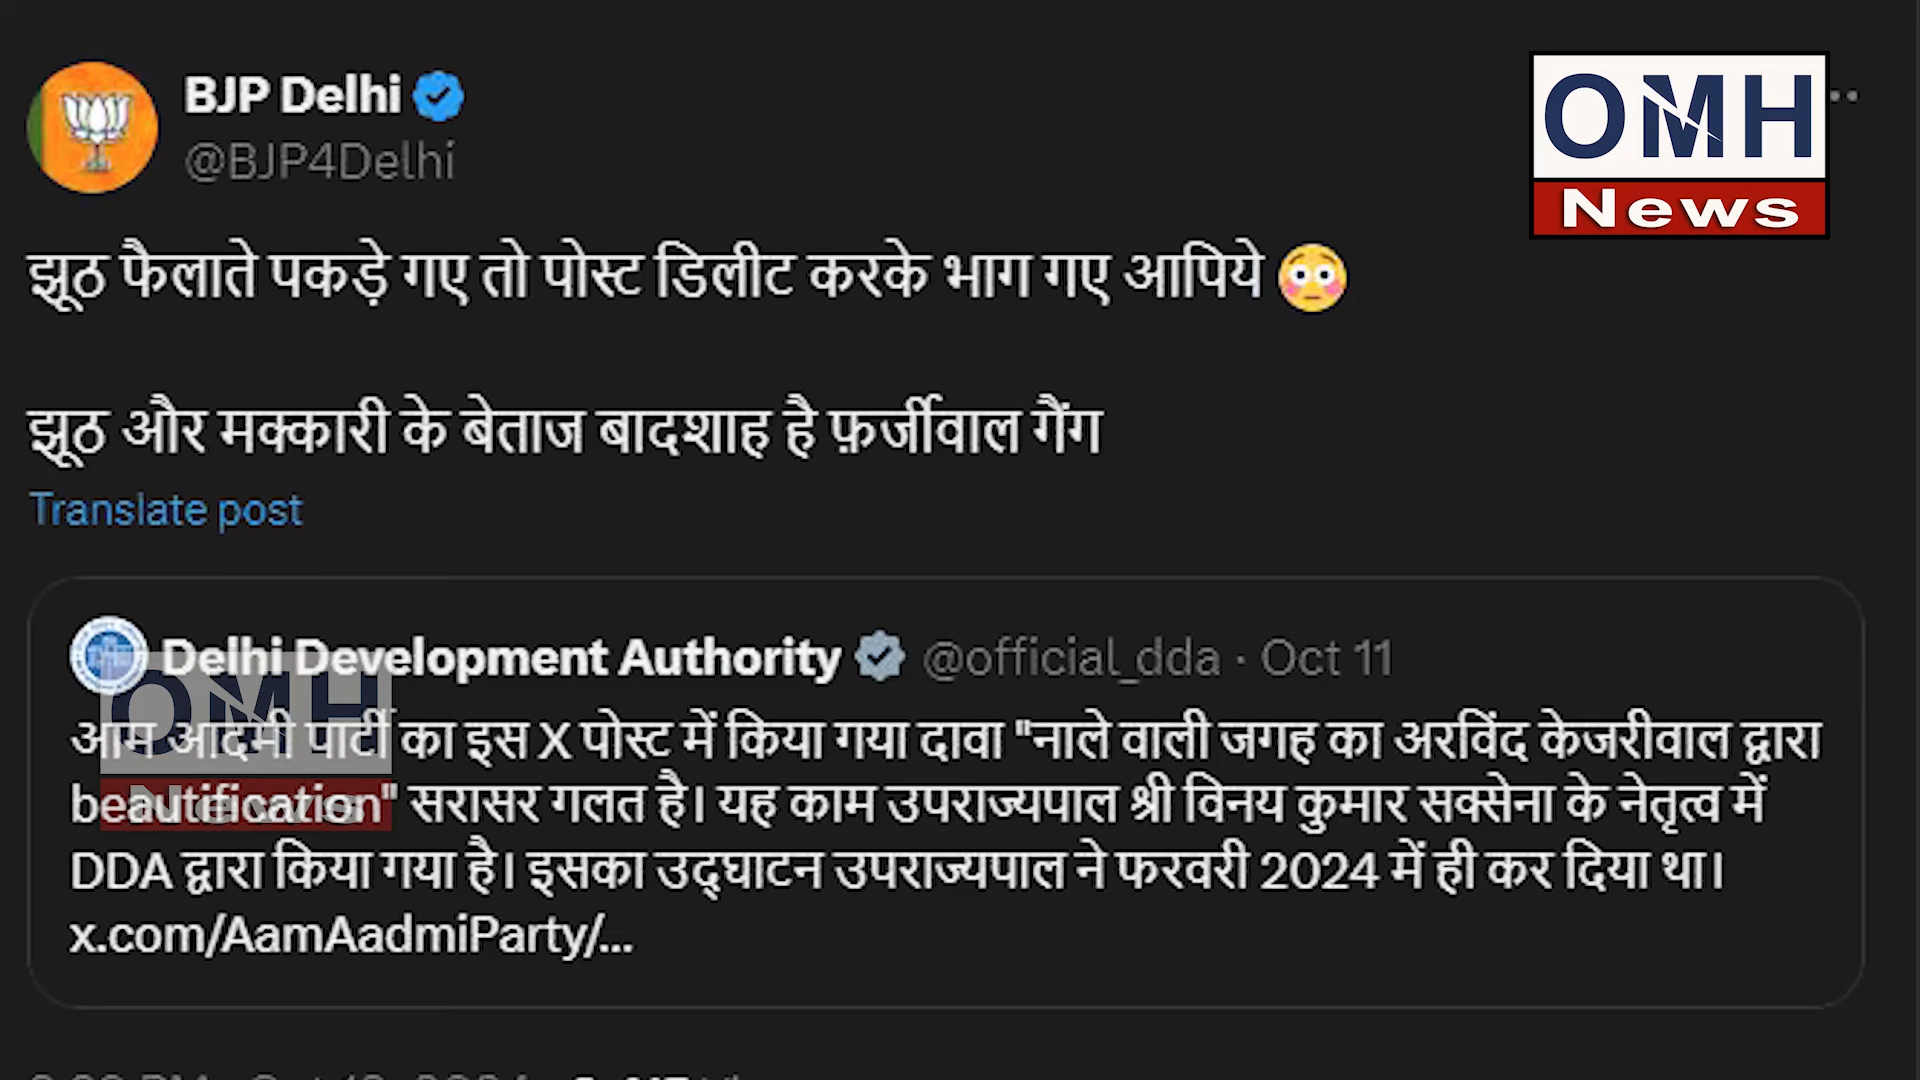 BJP Delhi
@BJP4Delhi
OMH
News
झूठ फैलाते पकड़े गए तो पोस्ट डिलीट करके भाग गए आपिये 😳
झूठ और मक्कारी के बेताज बादशाह है फ़र्जीवाल गैंग
Translate post
Delhi Development Authority @official_dda · Oct 11
आम आदमी पार्टी का इस X पोस्ट में किया गया दावा "नाले वाली जगह का अरविंद केजरीवाल द्वारा
beautification" सरासर गलत है। यह काम उपराज्यपाल श्री विनय कुमार सक्सेना के नेतृत्व में
DDA द्वारा किया गया है। इसका उद्घाटन उपराज्यपाल ने फरवरी 2024 में ही कर दिया था।
x.com/AamAadmiParty/...
OMH
News